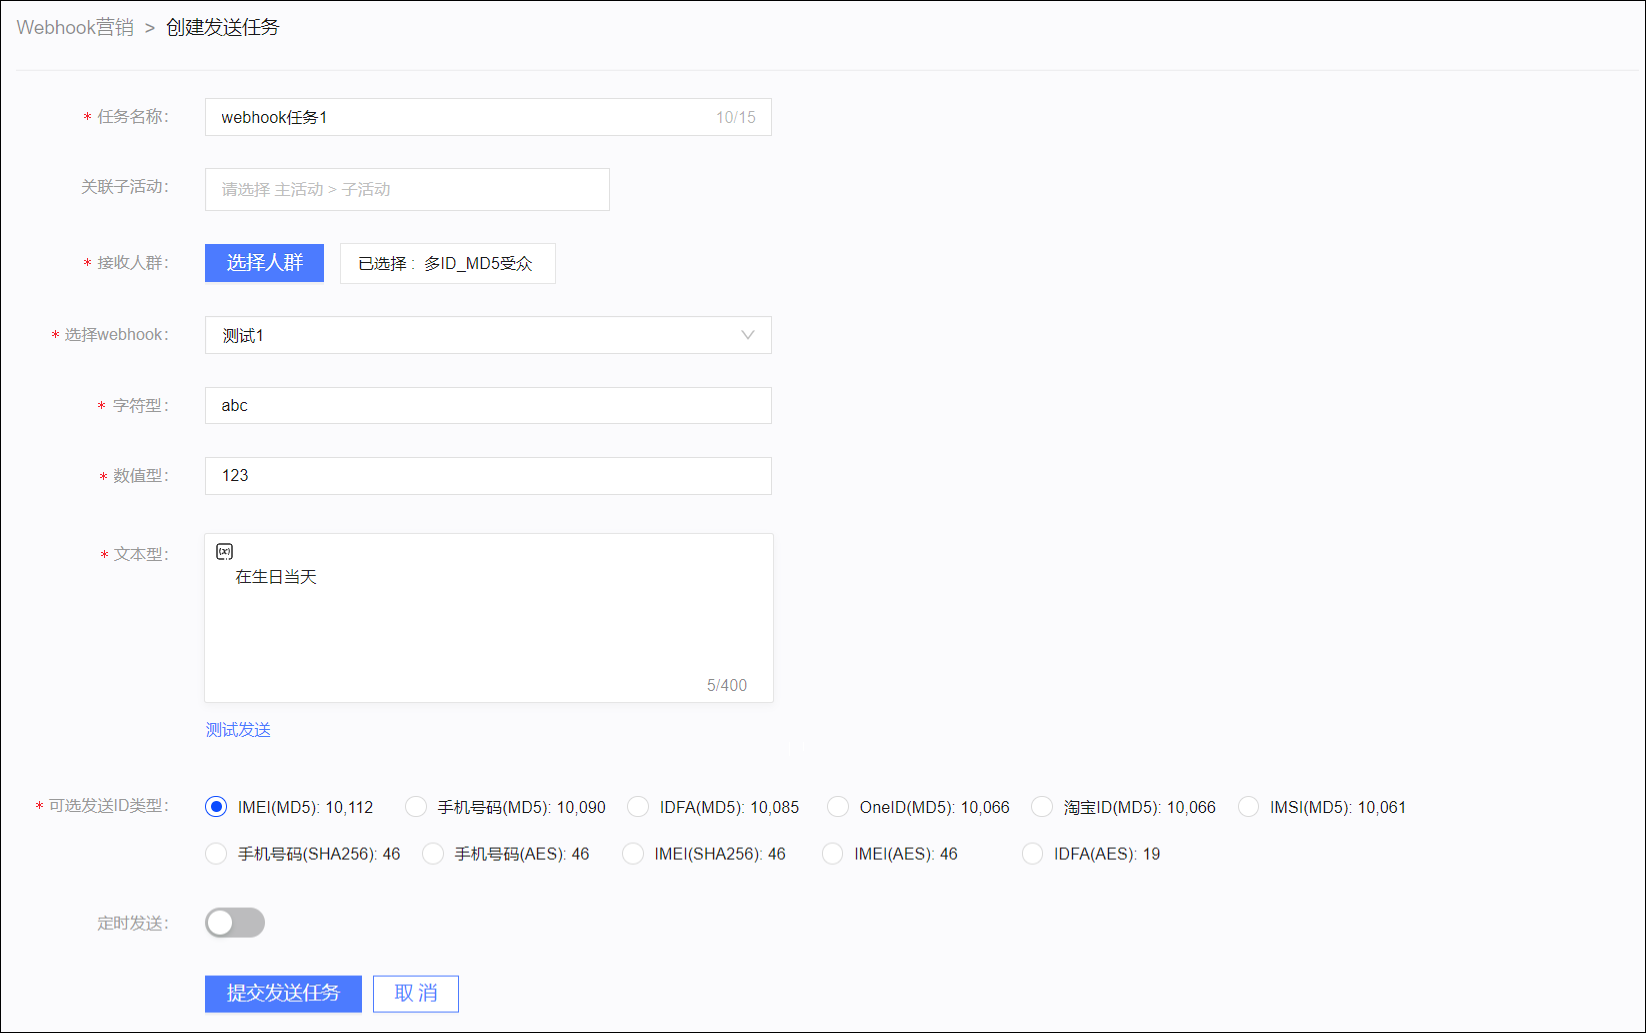 Webhook营销 > 创建发送任务
* 任务名称: webhook任务1 10/15
关联子活动: 请选择 主活动 > 子活动
* 接收人群: 选择人群 已选择: 多ID_MD5受众
* 选择webhook: 测试1
* 字符型: abc
* 数值型: 123
* 文本型: (x)
在生日当天
5/400
测试发送
* 可选发送ID类型: IMEI(MD5): 10,112 手机号码(MD5): 10,090 IDFA(MD5): 10,085 OneID(MD5): 10,066 淘宝ID(MD5): 10,066 IMSI(MD5): 10,061
手机号码(SHA256): 46 手机号码(AES): 46 IMEI(SHA256): 46 IMEI(AES): 46 IDFA(AES): 19
定时发送:
提交发送任务 取 消